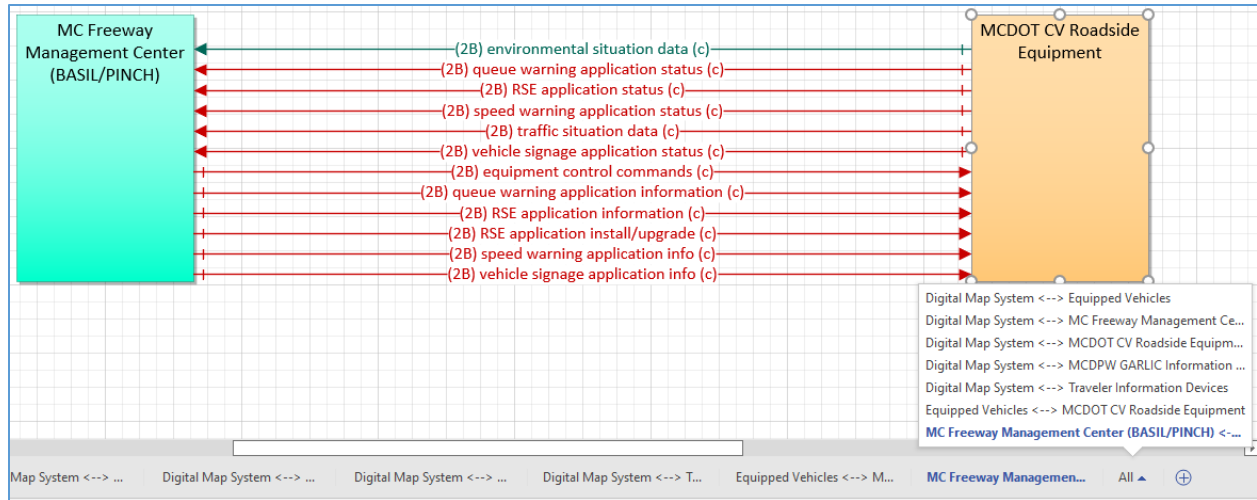 MC Freeway
Management Center
(BASIL/PINCH)
MCDOT CV Roadside
Equipment
(2B) environmental situation data (c)
(2B) queue warning application status (c)
(2B) RSE application status (c)
(2B) speed warning application status (c)
(2B) traffic situation data (c)
(2B) vehicle signage application status (c)
(2B) equipment control commands (c)
(2B) queue warning application information (c)
(2B) RSE application information (c)
(2B) RSE application install/upgrade (c)
(2B) speed warning application info (c)
(2B) vehicle signage application info (c)
Digital Map System <--> Equipped Vehicles
Digital Map System <--> MC Freeway Management Ce...
Digital Map System <--> MCDOT CV Roadside Equipm...
Digital Map System <--> MCDPW GARLIC Information ...
Digital Map System <--> Traveler Information Devices
Equipped Vehicles <--> MCDOT CV Roadside Equipment
MC Freeway Management Center (BASIL/PINCH) <-...
Map System <--> ... Digital Map System <--> ... Digital Map System <--> ... Digital Map System <--> T... Equipped Vehicles <--> M... MC Freeway Managemen... All